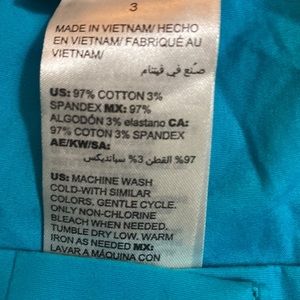 3
MADE IN VIETNAM/ HECHO
EN VIETNAM/ FABRIQUÉ AU
VIETNAM
صنع في فيتنام
US: 97% COTTON 3%
SPANDEX MX: 97%
ALGODÓN 3% elastano CA:
97% COTON 3% SPANDEX
AE/KW/SA:
97% القطن 3% سبانديكس
US: MACHINE WASH
COLD-WITH SIMILAR
COLORS. GENTLE CYCLE.
ONLY NON-CHLORINE
BLEACH WHEN NEEDED.
TUMBLE DRY LOW. WARM
IRON AS NEEDED MX:
LAVAR A MÁQUINA CON